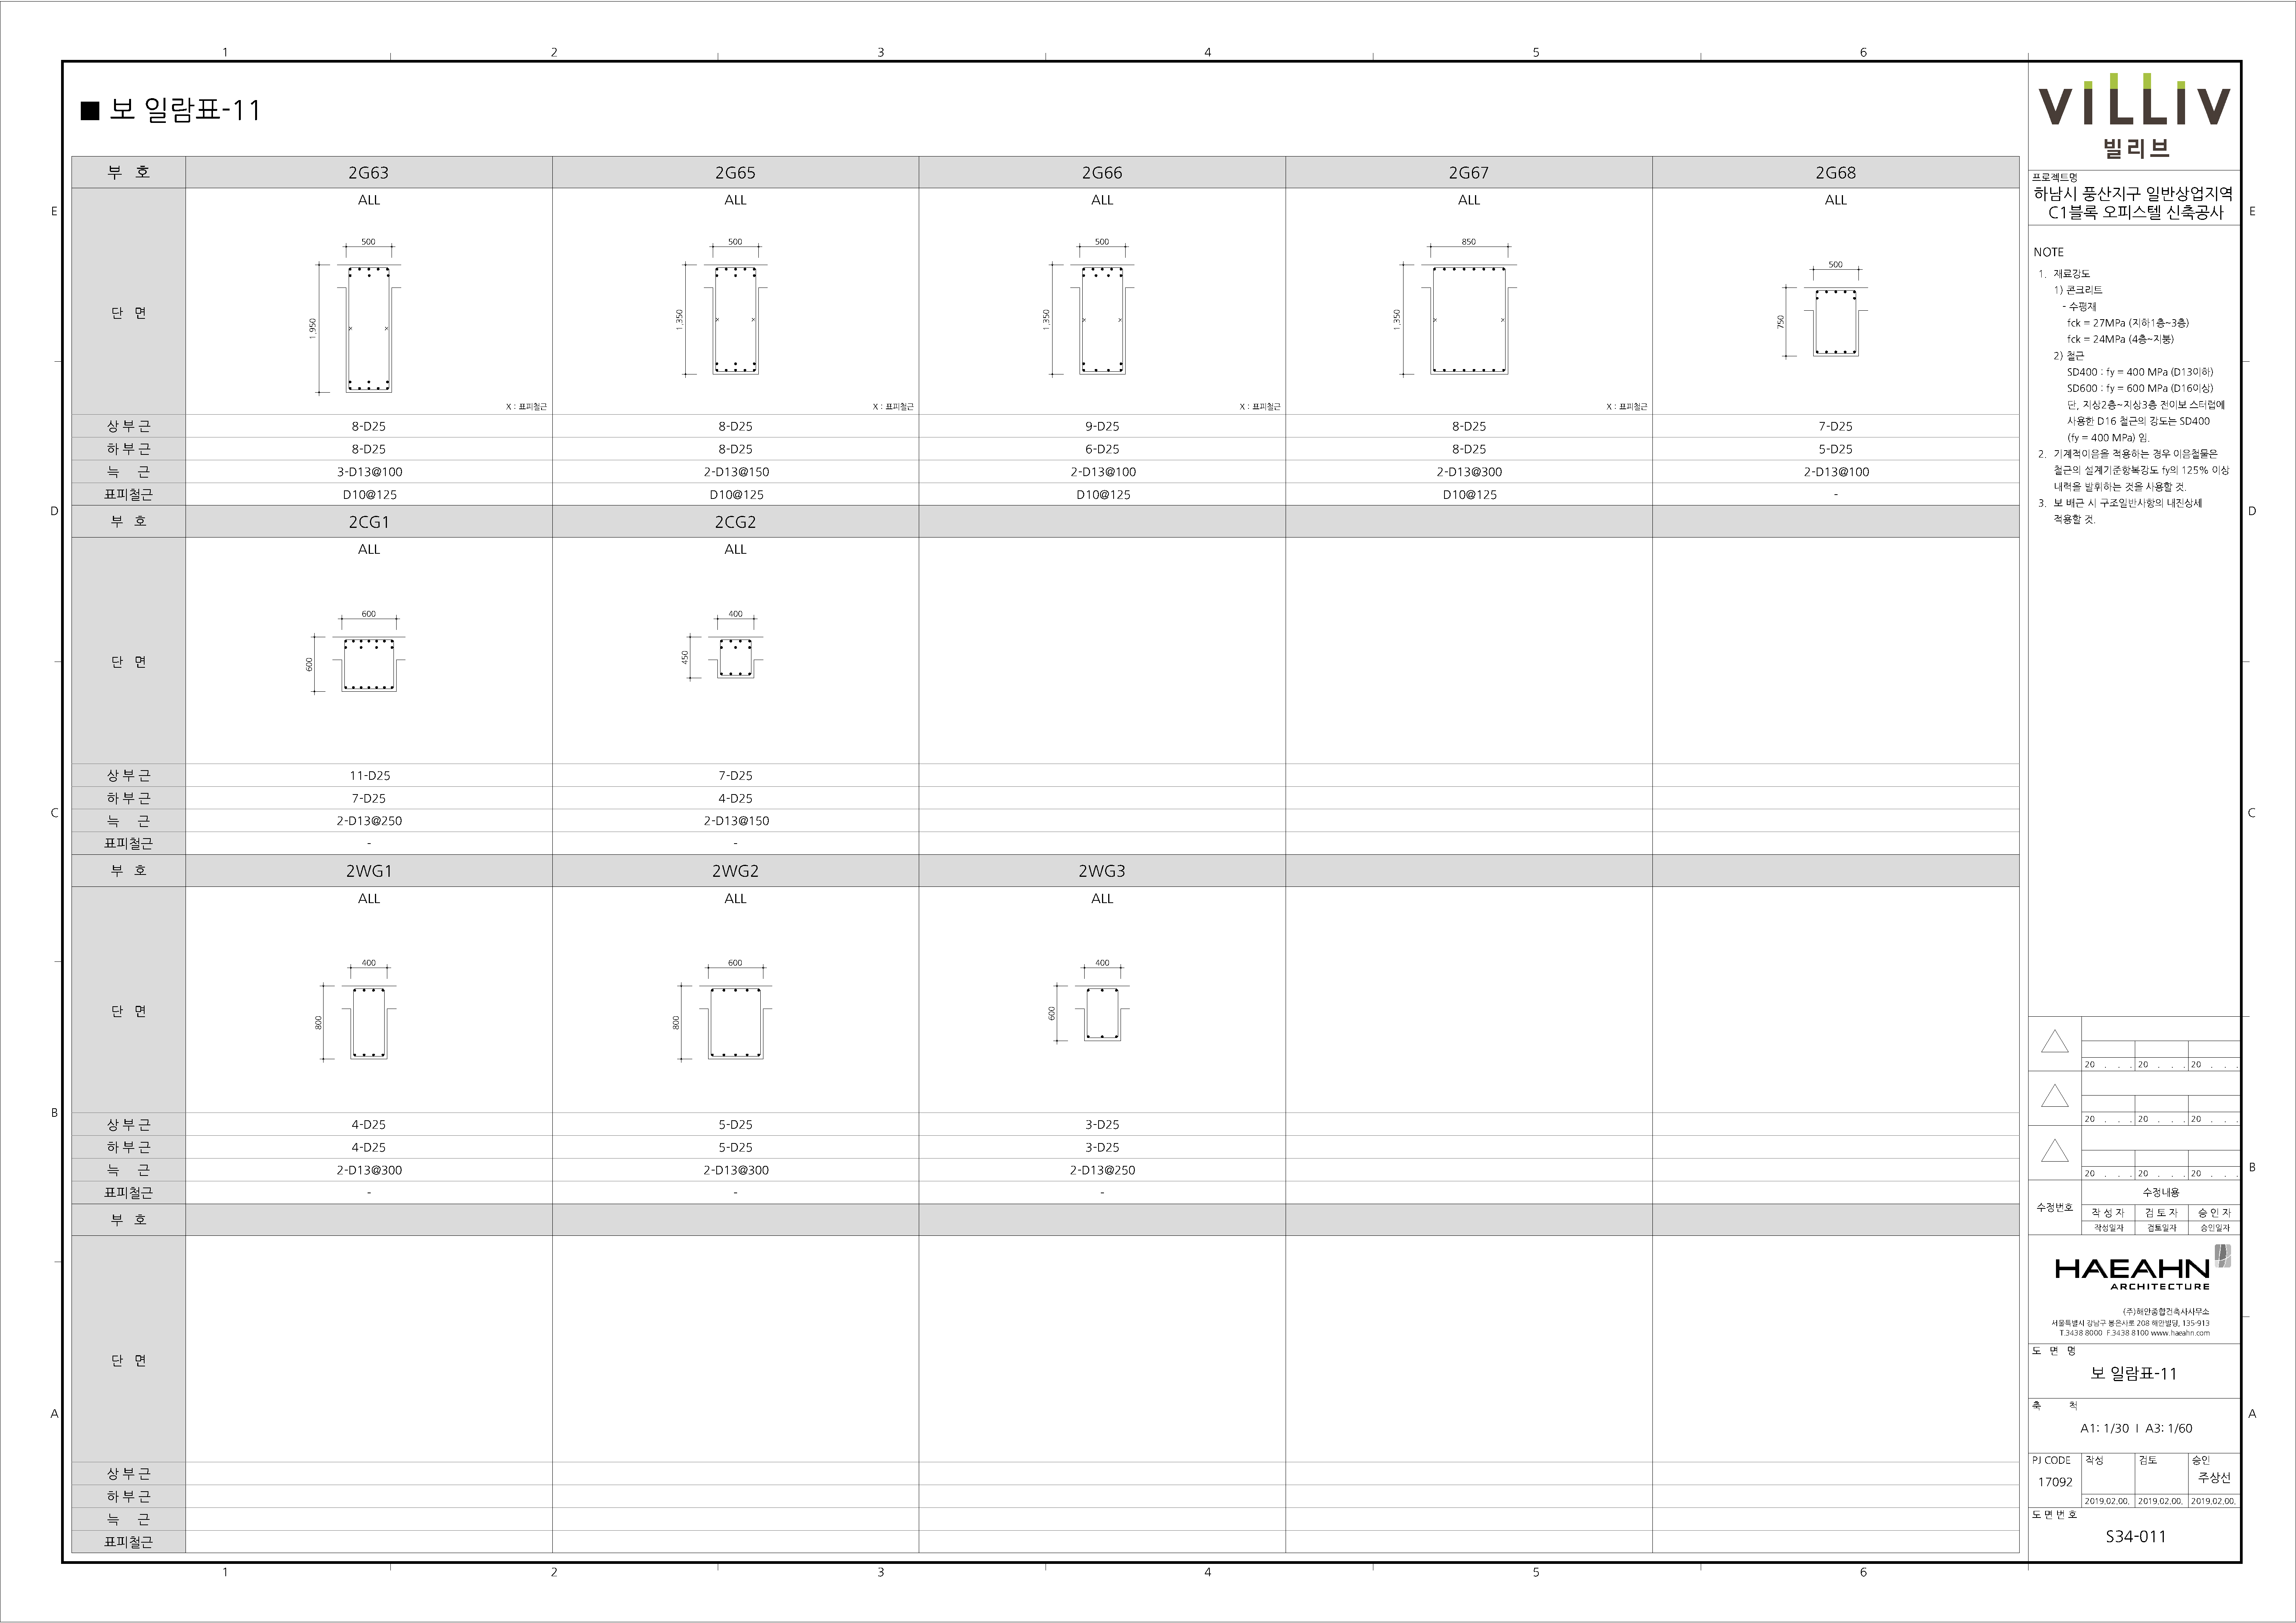 1 2 3 4 5 6
■ 보 일람표-11
부 호 2G63 2G65 2G66 2G67 2G68
ALL ALL ALL ALL ALL
500 500 500 850 500
단 면 1,950 1,350 1,350 1,350 750
X : 표피철근 X : 표피철근 X : 표피철근 X : 표피철근
상 부 근 8-D25 8-D25 9-D25 8-D25 7-D25
하 부 근 8-D25 8-D25 6-D25 8-D25 5-D25
늑 근 3-D13@100 2-D13@150 2-D13@100 2-D13@300 2-D13@100
표피철근 D10@125 D10@125 D10@125 D10@125 -
부 호 2CG1 2CG2
ALL ALL
600 400
단 면 600 450
상 부 근 11-D25 7-D25
하 부 근 7-D25 4-D25
늑 근 2-D13@250 2-D13@150
표피철근 - -
부 호 2WG1 2WG2 2WG3
ALL ALL ALL
400 600 400
단 면 800 800 600
상 부 근 4-D25 5-D25 3-D25
하 부 근 4-D25 5-D25 3-D25
늑 근 2-D13@300 2-D13@300 2-D13@250
표피철근 - - -
부 호
단 면
상 부 근
하 부 근
늑 근
표피철근
E
D
C
B
A
E
D
C
B
A
VILLIV
빌리브
프로젝트명
하남시 풍산지구 일반상업지역
C1블록 오피스텔 신축공사
NOTE
1. 재료강도
1) 콘크리트
- 수평재
fck = 27MPa (지하1층~3층)
fck = 24MPa (4층~지붕)
2) 철근
SD400 : fy = 400 MPa (D13이하)
SD600 : fy = 600 MPa (D16이상)
단, 지상2층~지상3층 전이보 스터럽에
사용한 D16 철근의 강도는 SD400
(fy = 400 MPa) 임.
2. 기계적이음을 적용하는 경우 이음철물은
철근의 설계기준항복강도 fy의 125% 이상
내력을 발휘하는 것을 사용할 것.
3. 보 배근 시 구조일반사항의 내진상세
적용할 것.
20 . . . 20 . . . 20 . . .
20 . . . 20 . . . 20 . . .
20 . . . 20 . . . 20 . . .
수정번호 수정내용
작 성 자 검 토 자 승 인 자
작성일자 검토일자 승인일자
HAEAHN
ARCHITECTURE
(주)해안종합건축사사무소
서울특별시 강남구 봉은사로 208 해안빌딩, 135-913
T.3438 8000 F.3438 8100 www.haeahn.com
도 면 명
보 일람표-11
축 척
A1: 1/30 I A3: 1/60
PJ CODE 작성 검토 승인
17092 주상선
2019.02.00. 2019.02.00. 2019.02.00.
도 면 번 호
S34-011
1 2 3 4 5 6